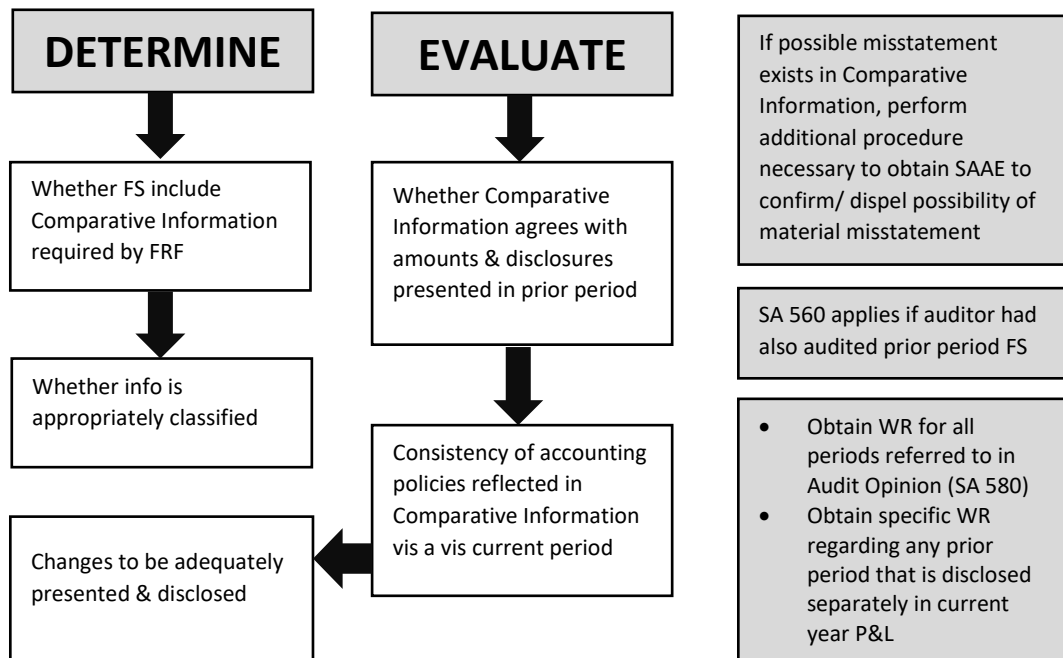 DETERMINE
Whether FS include
Comparative Information
required by FRF
Whether info is
appropriately classified
EVALUATE
Whether Comparative
Information agrees with
amounts & disclosures
presented in prior period
Consistency of accounting
policies reflected in
Comparative Information
vis a vis current period
Changes to be adequately
presented & disclosed
If possible misstatement
exists in Comparative
Information, perform
additional procedure
necessary to obtain SAAE to
confirm/ dispel possibility of
material misstatement
SA 560 applies if auditor had
also audited prior period FS
• Obtain WR for all
periods referred to in
Audit Opinion (SA 580)
• Obtain specific WR
regarding any prior
period that is disclosed
separately in current
year P&L